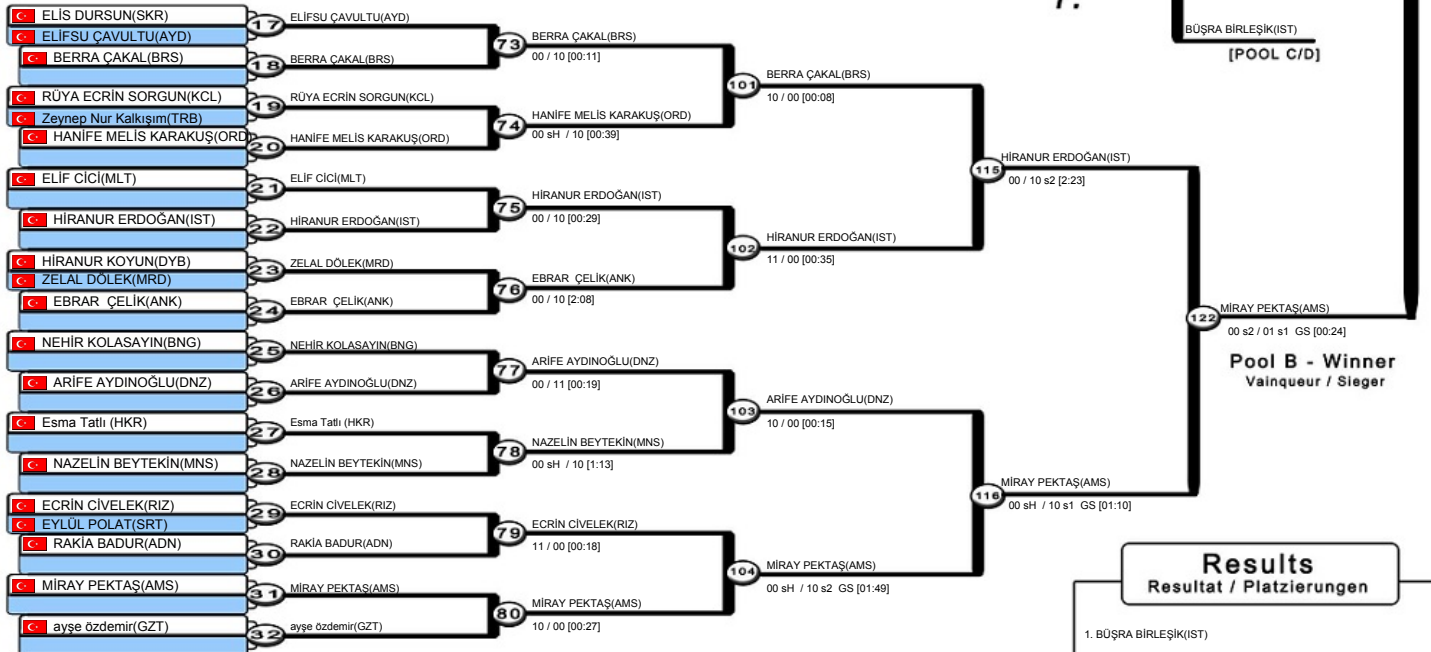 ELİS DURSUN(SKR)
ELİFSU ÇAVULTU(AYD)
BERRA ÇAKAL(BRS)
RÜYA ECRİN SORGUN(KCL)
Zeynep Nur Kalkışım(TRB)
HANİFE MELİS KARAKUŞ(ORD)
ELİF CİCİ(MLT)
HİRANUR ERDOĞAN(IST)
HİRANUR KOYUN(DYB)
ZELAL DÖLEK(MRD)
EBRAR ÇELİK(ANK)
NEHİR KOLASAYIN(BNG)
ARİFE AYDINOĞLU(DNZ)
Esma Tatlı (HKR)
NAZELİN BEYTEKİN(MNS)
ECRİN CİVELEK(RIZ)
EYLÜL POLAT(SRT)
RAKİA BADUR(ADN)
MİRAY PEKTAŞ(AMS)
ayşe özdemir(GZT)
17 ELİFSU ÇAVULTU(AYD)
18 BERRA ÇAKAL(BRS)
19 RÜYA ECRİN SORGUN(KCL)
20 HANİFE MELİS KARAKUŞ(ORD)
21 ELİF CİCİ(MLT)
22 HİRANUR ERDOĞAN(IST)
23 ZELAL DÖLEK(MRD)
24 EBRAR ÇELİK(ANK)
25 NEHİR KOLASAYIN(BNG)
26 ARİFE AYDINOĞLU(DNZ)
27 Esma Tatlı (HKR)
28 NAZELİN BEYTEKİN(MNS)
29 ECRİN CİVELEK(RIZ)
30 RAKİA BADUR(ADN)
31 MİRAY PEKTAŞ(AMS)
32 ayşe özdemir(GZT)
73 BERRA ÇAKAL(BRS)
00 / 10 [00:11]
74 HANİFE MELİS KARAKUŞ(ORD)
00 sH / 10 [00:39]
75 HİRANUR ERDOĞAN(IST)
00 / 10 [00:29]
76 EBRAR ÇELİK(ANK)
00 / 10 [2:08]
77 ARİFE AYDINOĞLU(DNZ)
00 / 11 [00:19]
78 NAZELİN BEYTEKİN(MNS)
00 sH / 10 [1:13]
79 ECRİN CİVELEK(RIZ)
11 / 00 [00:18]
80 MİRAY PEKTAŞ(AMS)
10 / 00 [00:27]
101 BERRA ÇAKAL(BRS)
10 / 00 [00:08]
102 HİRANUR ERDOĞAN(IST)
11 / 00 [00:35]
103 ARİFE AYDINOĞLU(DNZ)
10 / 00 [00:15]
104 MİRAY PEKTAŞ(AMS)
00 sH / 10 s2 GS [01:49]
115 HİRANUR ERDOĞAN(IST)
00 / 10 s2 [2:23]
116 MİRAY PEKTAŞ(AMS)
00 sH / 10 s1 GS [01:10]
BÜŞRA BİRLEŞİK(IST)
[POOL C/D]
122 MİRAY PEKTAŞ(AMS)
00 s2 / 01 s1 GS [00:24]
Pool B - Winner
Vainqueur / Sieger
Results
Resultat / Platzierungen
1. BÜŞRA BİRLEŞİK(IST)